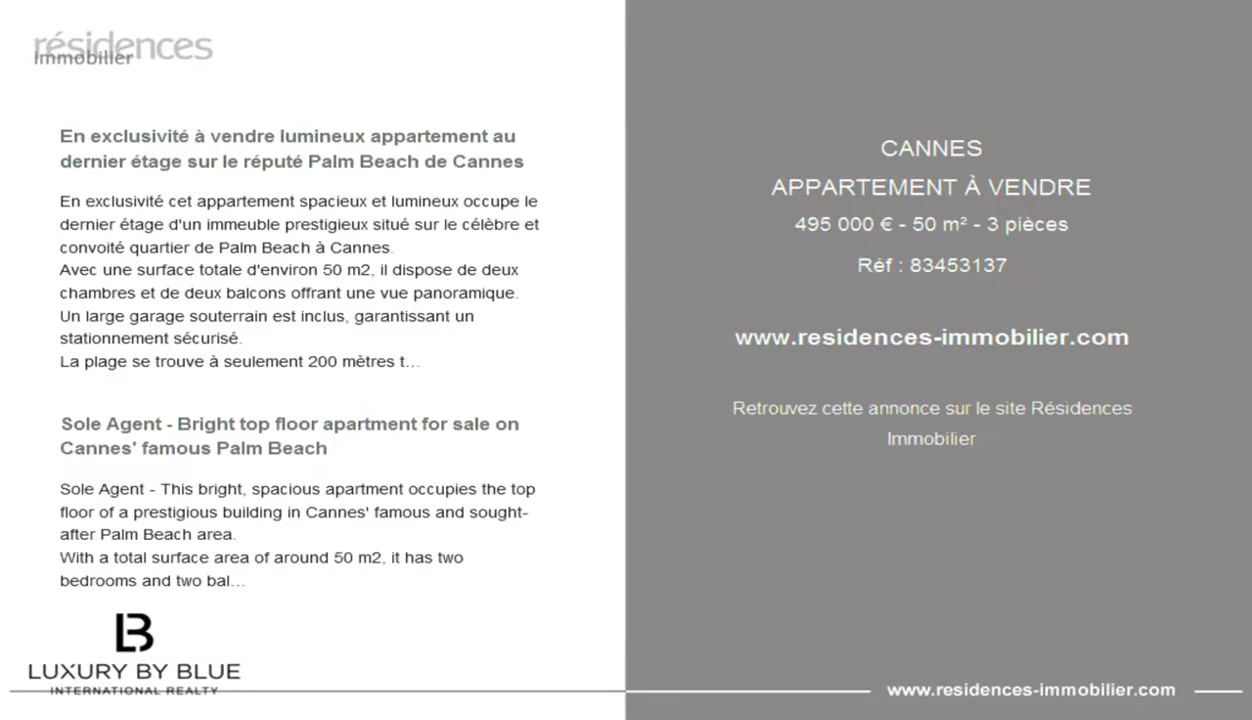 résidences
Immobilier
En exclusivité à vendre lumineux appartement au
dernier étage sur le réputé Palm Beach de Cannes
En exclusivité cet appartement spacieux et lumineux occupe le
dernier étage d'un immeuble prestigieux situé sur le célèbre et
convoité quartier de Palm Beach à Cannes.
Avec une surface totale d'environ 50 m2, il dispose de deux
chambres et de deux balcons offrant une vue panoramique.
Un large garage souterrain est inclus, garantissant un
stationnement sécurisé.
La plage se trouve à seulement 200 mètres t...
Sole Agent - Bright top floor apartment for sale on
Cannes' famous Palm Beach
Sole Agent - This bright, spacious apartment occupies the top
floor of a prestigious building in Cannes' famous and sought-
after Palm Beach area.
With a total surface area of around 50 m2, it has two
bedrooms and two bal...
LB
LUXURY BY BLUE
INTERNATIONAL REALTY
CANNES
APPARTEMENT À VENDRE
495 000 € - 50 m² - 3 pièces
Réf : 83453137
www.residences-immobilier.com
Retrouvez cette annonce sur le site Résidences
Immobilier
www.residences-immobilier.com